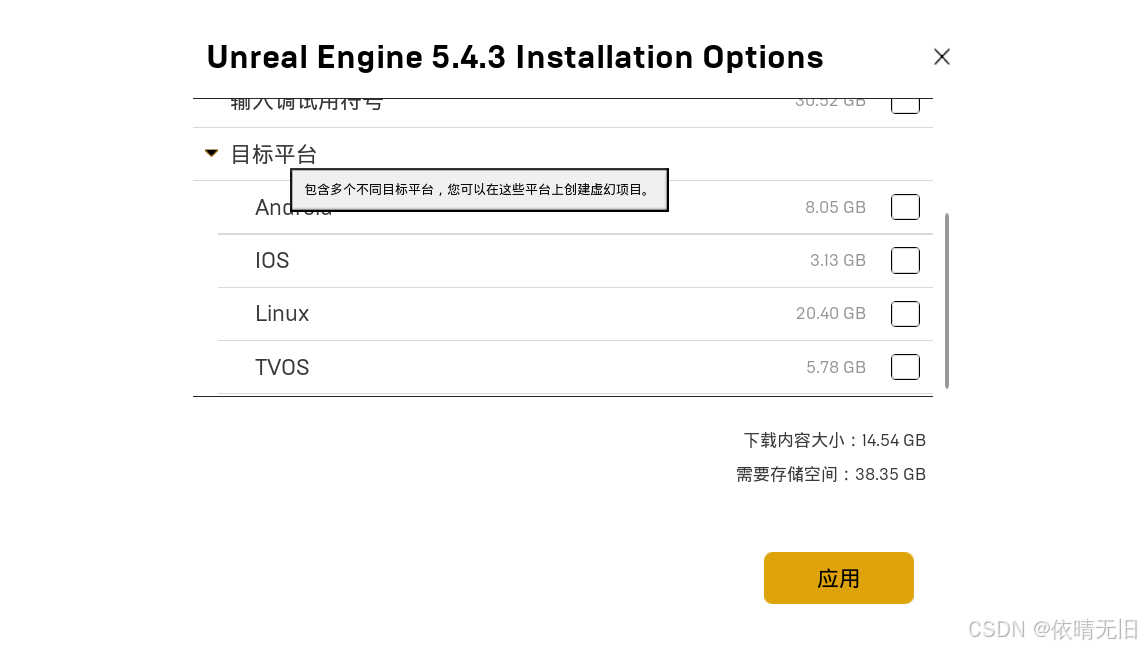 Unreal Engine 5.4.3 Installation Options
输入调试用符号 30.52 GB
目标平台
包含多个不同目标平台，您可以在这些平台上创建虚幻项目。
Android 8.05 GB
IOS 3.13 GB
Linux 20.40 GB
TVOS 5.78 GB
下载内容大小：14.54 GB
需要存储空间：38.35 GB
应用
CSDN @依晴无旧